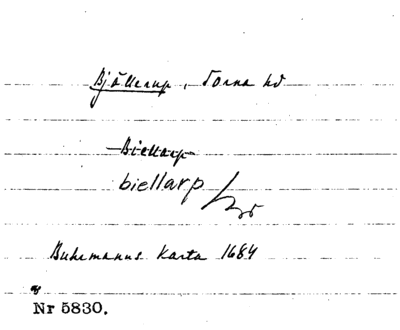 Bjällerup, Torna hd
Biellarp
biellarp
Buhrmanns Karta 1684
Nr 5830.